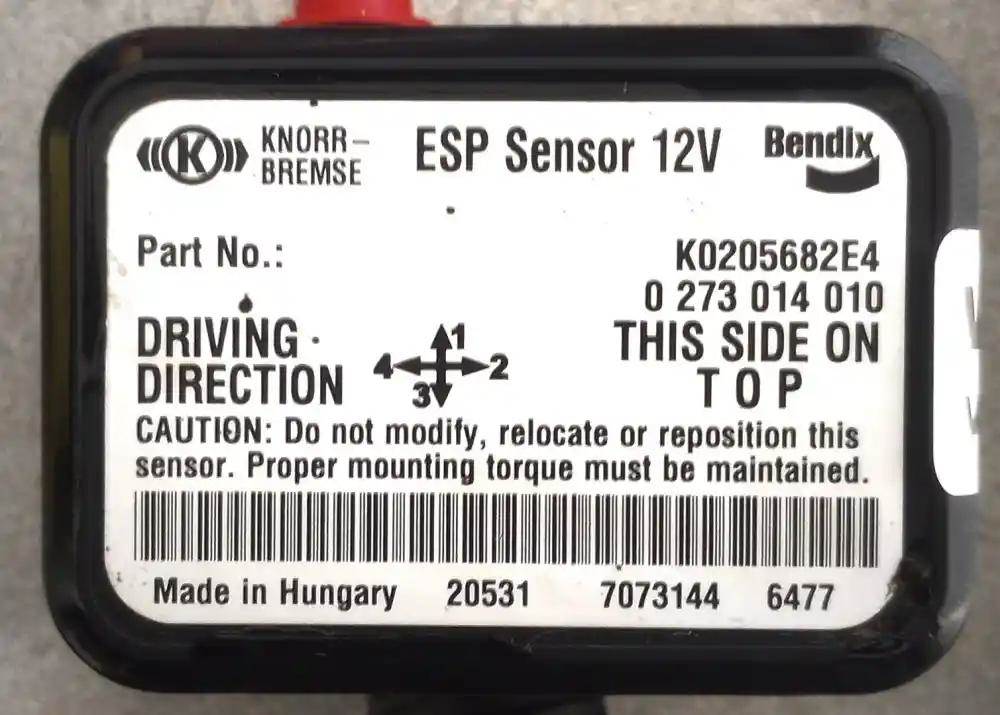 KNORR-
BREMSE
K
ESP Sensor 12V
Bendix
Part No.:
K0205682E4
0 273 014 010
DRIVING
DIRECTION
1
4 2
3
THIS SIDE ON
TOP
CAUTION: Do not modify, relocate or reposition this
sensor. Proper mounting torque must be maintained.
Made in Hungary 20531 7073144 6477